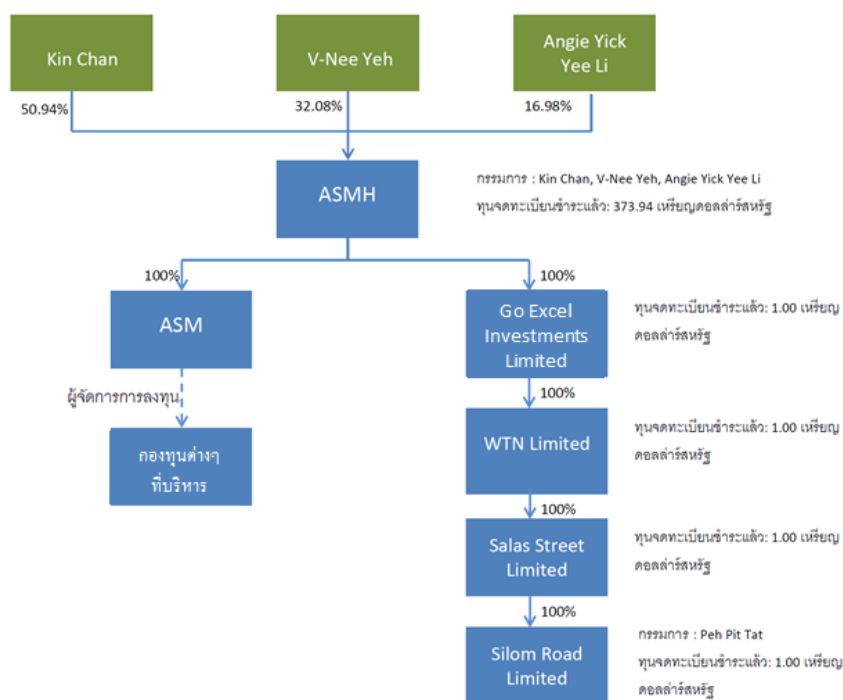 Kin Chan
V-Nee Yeh
Angie Yick
Yee Li
50.94%
32.08%
16.98%
ASMH
กรรมการ : Kin Chan, V-Nee Yeh, Angie Yick Yee Li
ทุนจดทะเบียนชำระแล้ว: 373.94 เหรียญดอลล่าร์สหรัฐ
100%
100%
ASM
Go Excel
Investments
Limited
ทุนจดทะเบียนชำระแล้ว: 1.00 เหรียญ
ดอลล่าร์สหรัฐ
ผู้จัดการการลงทุน
100%
กองทุนต่างๆ
ที่บริหาร
WTN Limited
ทุนจดทะเบียนชำระแล้ว: 1.00 เหรียญ
ดอลล่าร์สหรัฐ
100%
Salas Street
Limited
ทุนจดทะเบียนชำระแล้ว: 1.00 เหรียญ
ดอลล่าร์สหรัฐ
100%
Silom Road
Limited
กรรมการ : Peh Pit Tat
ทุนจดทะเบียนชำระแล้ว: 1.00 เหรียญ
ดอลล่าร์สหรัฐ